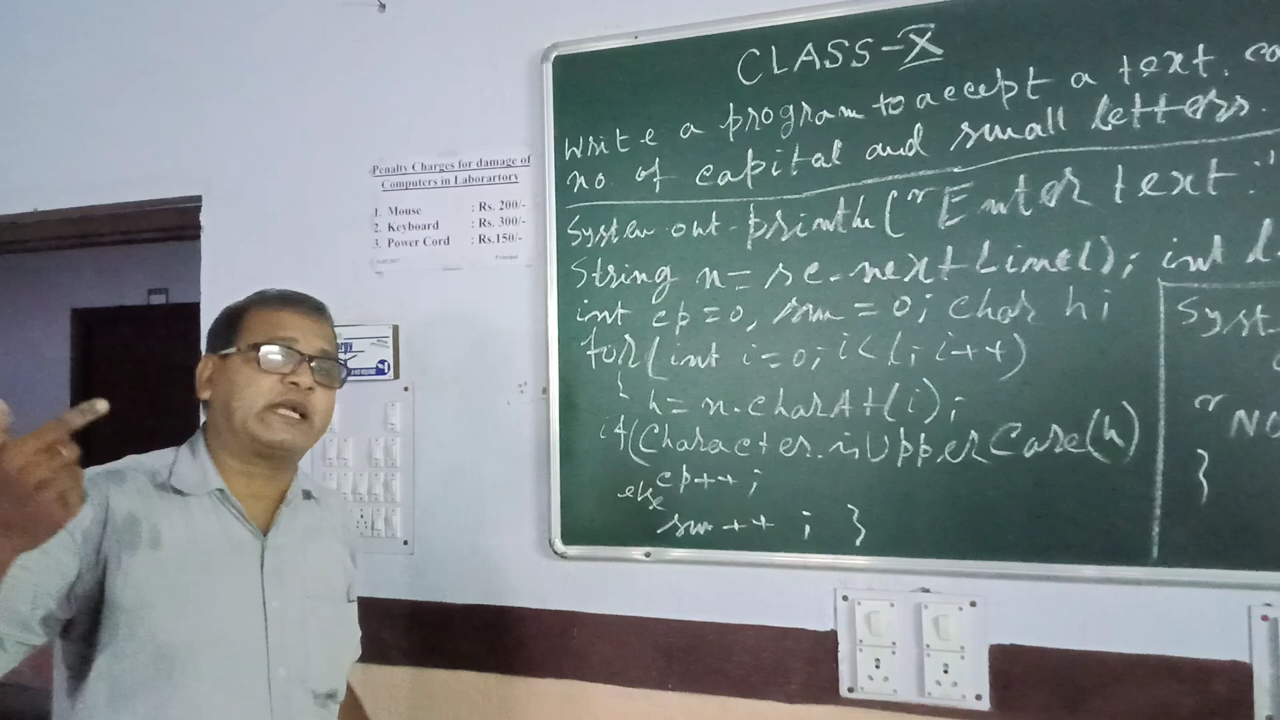 CLASS-X
Write a program to accept a text. co
no. of capital and small letters.
System out.println("Enter text:"
String n= sc.nextLine(); int l=
int cp=0, sm=0; char h;
for(int i=0; i<l; i++)
{ h= n.charAt(i);
if(Character.isUpperCase(h)
cp++;
else
sm++; }
Syst
"NO
}
Penalty Charges for damage of
Computers in Laborartory
1. Mouse : Rs. 200/-
2. Keyboard : Rs. 300/-
3. Power Cord : Rs.150/-
Principal